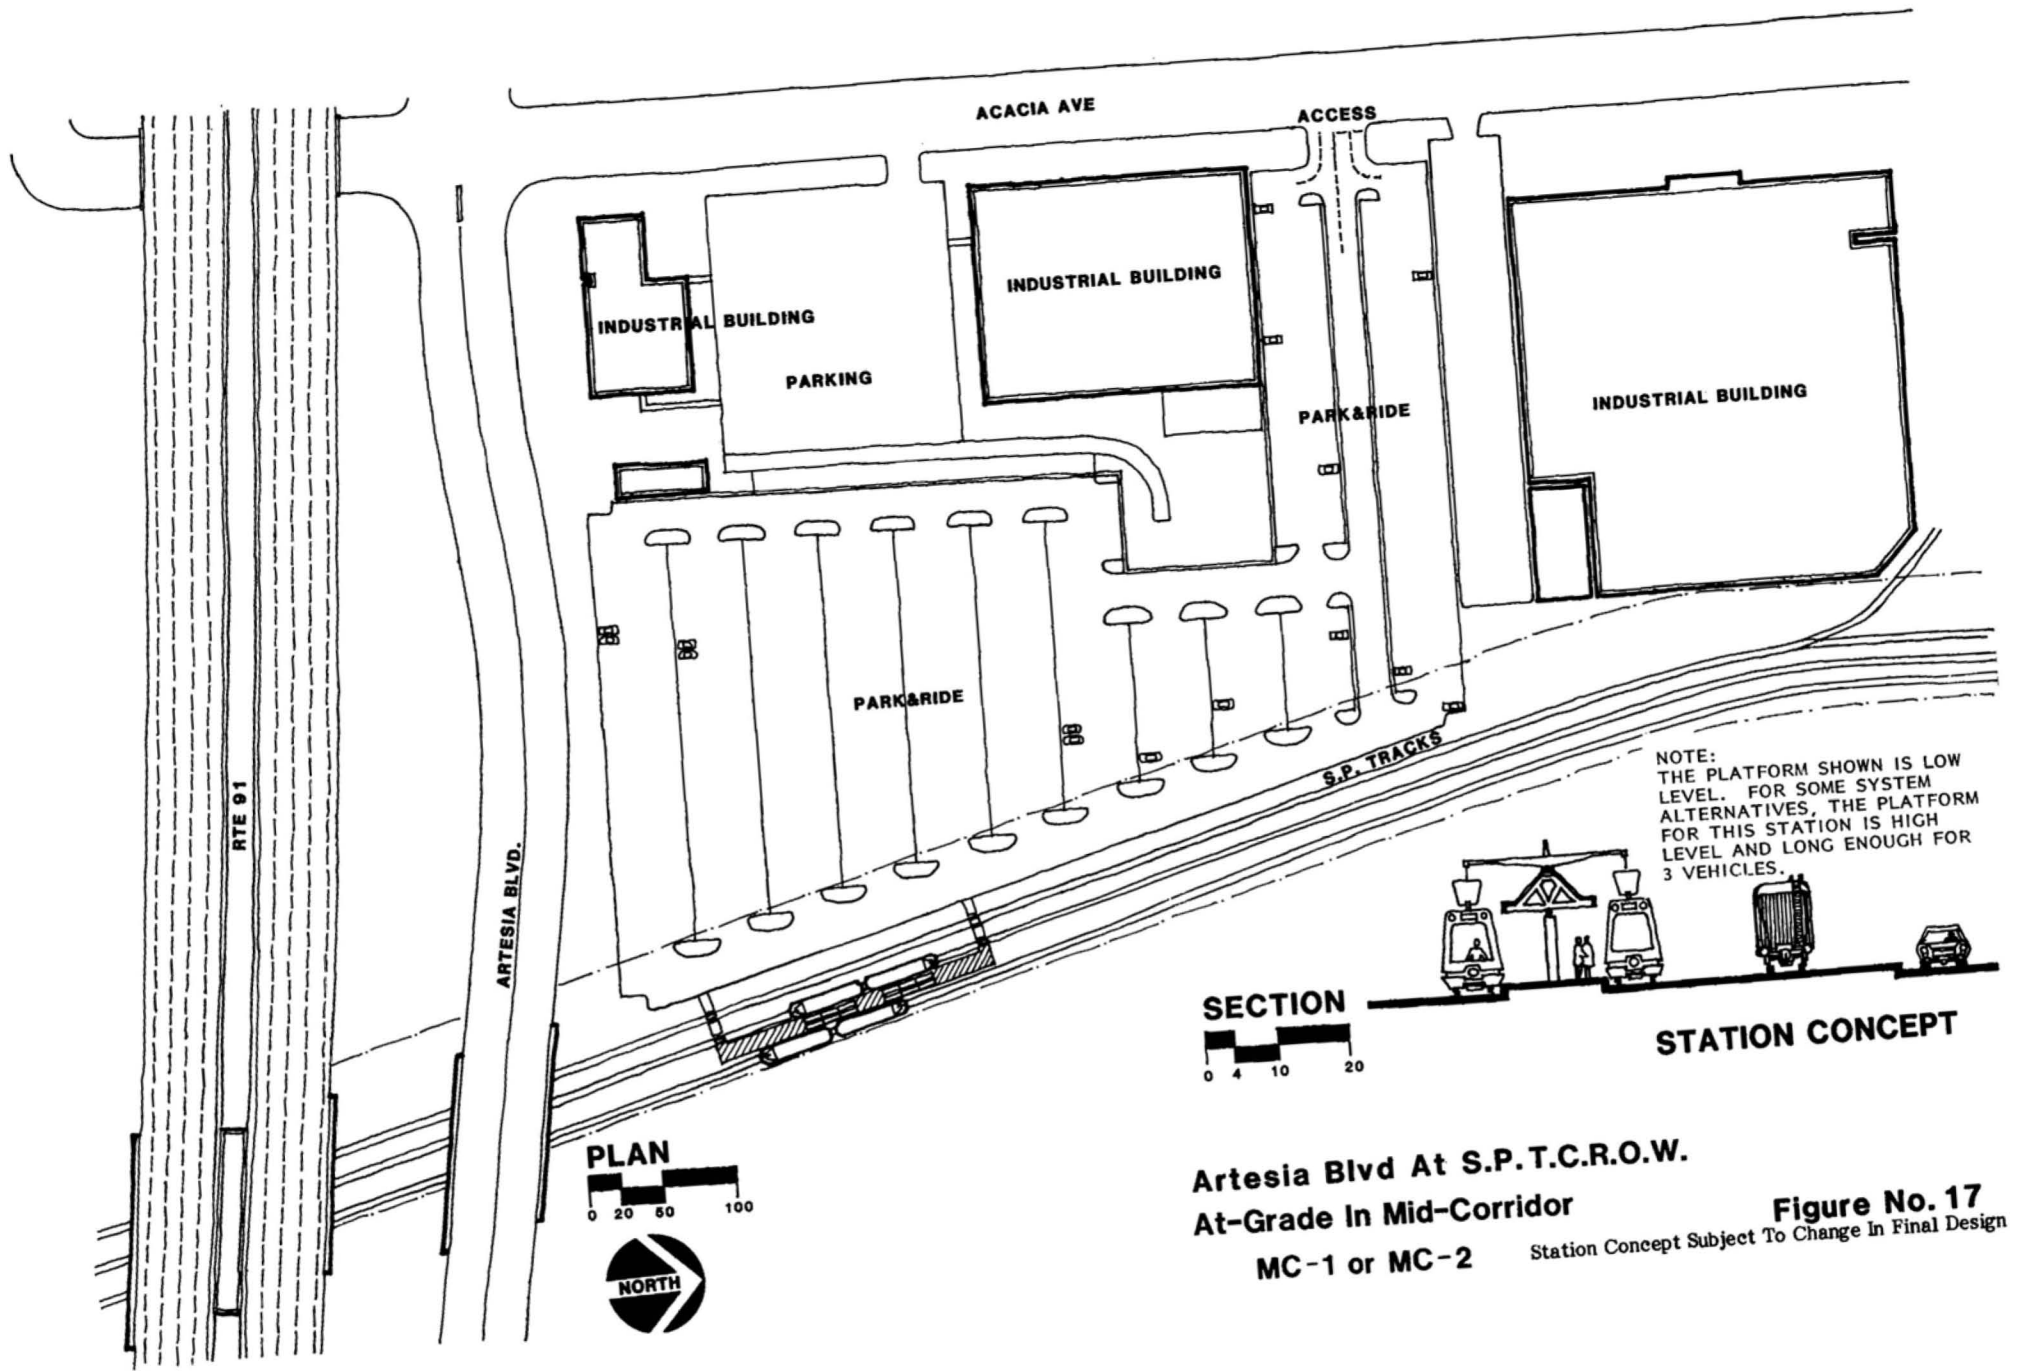 ACACIA AVE
ACCESS
INDUSTRIAL BUILDING
INDUSTRIAL BUILDING
PARKING
PARK&RIDE
INDUSTRIAL BUILDING
PARK&RIDE
RTE 91
ARTESIA BLVD.
S.P. TRACKS
NOTE:
THE PLATFORM SHOWN IS LOW
LEVEL. FOR SOME SYSTEM
ALTERNATIVES, THE PLATFORM
FOR THIS STATION IS HIGH
LEVEL AND LONG ENOUGH FOR
3 VEHICLES.
SECTION
0 4 10 20
STATION CONCEPT
PLAN
0 20 50 100
NORTH
Artesia Blvd At S.P.T.C.R.O.W.
At-Grade In Mid-Corridor
MC-1 or MC-2
Figure No. 17
Station Concept Subject To Change In Final Design